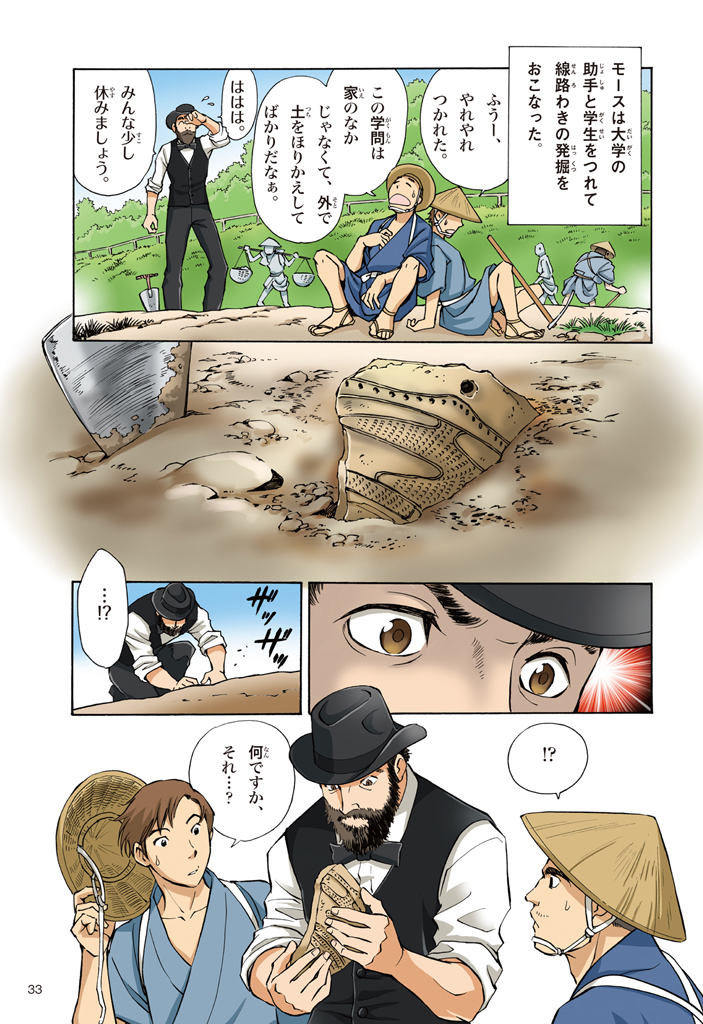 モースは大学の
助手と学生をつれて
線路わきの発掘を
おこなった。
ふうー、
やれやれ
つかれた。
この学問は
家のなか
じゃなくて、外で
土をほりかえして
ばかりだなぁ。
ははは。
みんな少し
休みましょう。
ザッ
ザッ
…!?
!?
何ですか、
それ…?
33